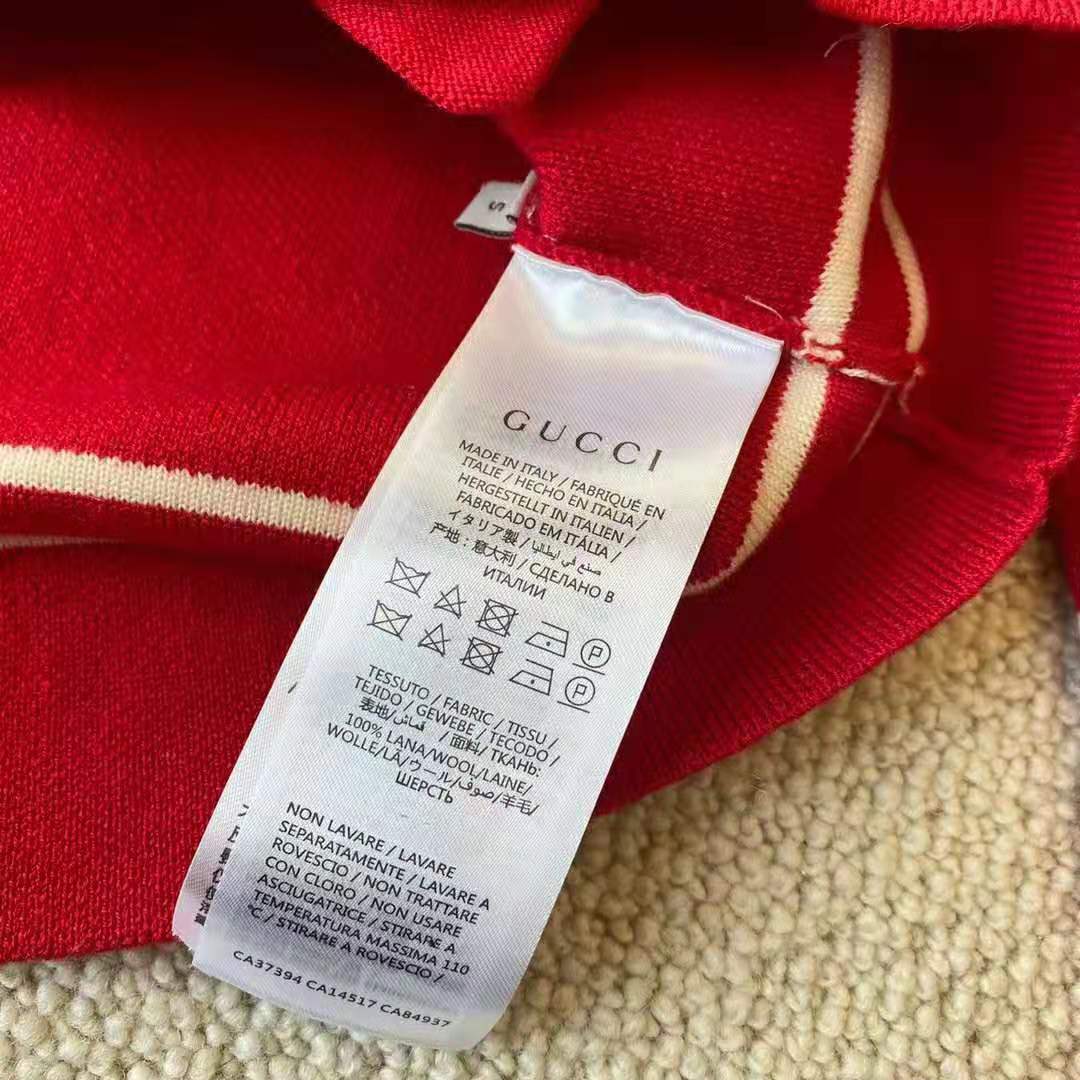 S
GUCCI
MADE IN ITALY / FABRIQUÉ EN
ITALIE / HECHO EN ITALIA /
HERGESTELLT IN ITALIEN /
FABRICADO EM ITÁLIA /
イタリア製 / صنع في ايطاليا /
产地：意大利 / СДЕЛАНО В
ИТАЛИИ
P
P
TESSUTO / FABRIC / TISSU /
TEJIDO / GEWEBE / TECODO /
表地/ قماش / 面料/ ТКАНЬ:
100% LANA/WOOL/LAINE/
WOLLE/LÃ/ウール/صوف/羊毛/
ШЕРСТЬ
NON LAVARE / LAVARE
SEPARATAMENTE / LAVARE A
ROVESCIO / NON TRATTARE
CON CLORO / NON USARE
ASCIUGATRICE / STIRARE A
TEMPERATURA MASSIMA 110
°C / STIRARE A ROVESCIO /
CA37394 CA14517 CA84937